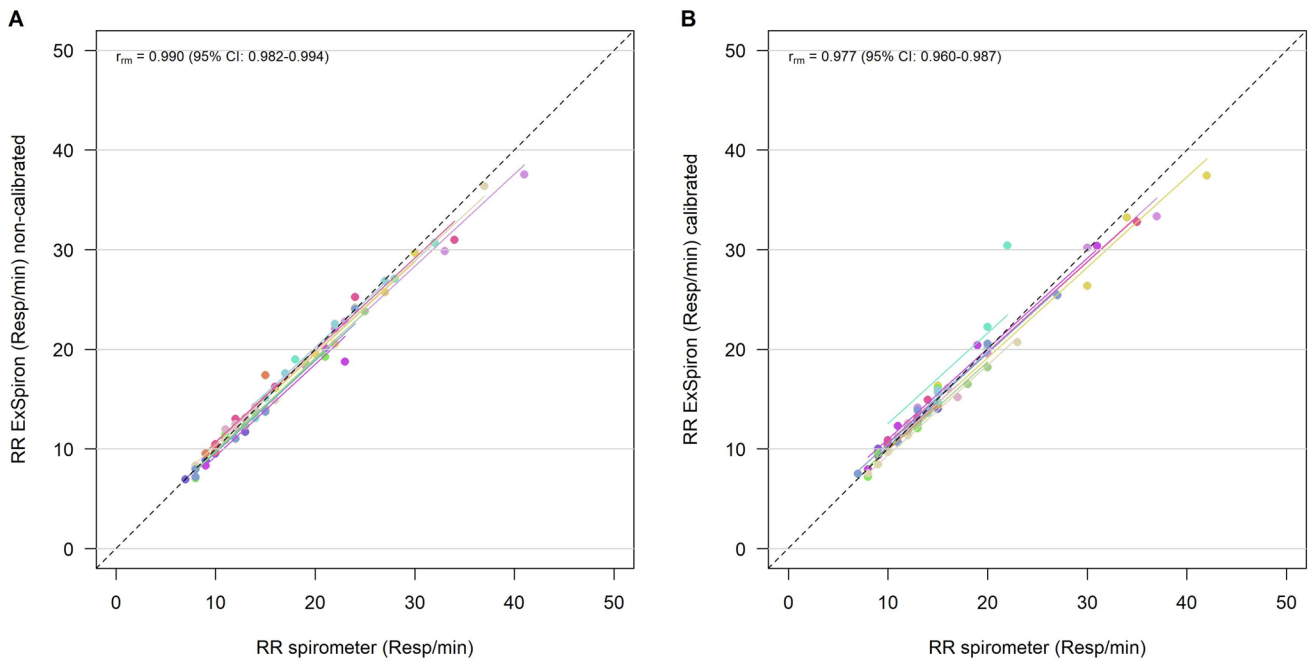 A
r_rm = 0.990 (95% CI: 0.982-0.994)
RR ExSpiron (Resp/min) non-calibrated
50
40
30
20
10
0
0 10 20 30 40 50
RR spirometer (Resp/min)
B
r_rm = 0.977 (95% CI: 0.960-0.987)
RR ExSpiron (Resp/min) calibrated
50
40
30
20
10
0
0 10 20 30 40 50
RR spirometer (Resp/min)